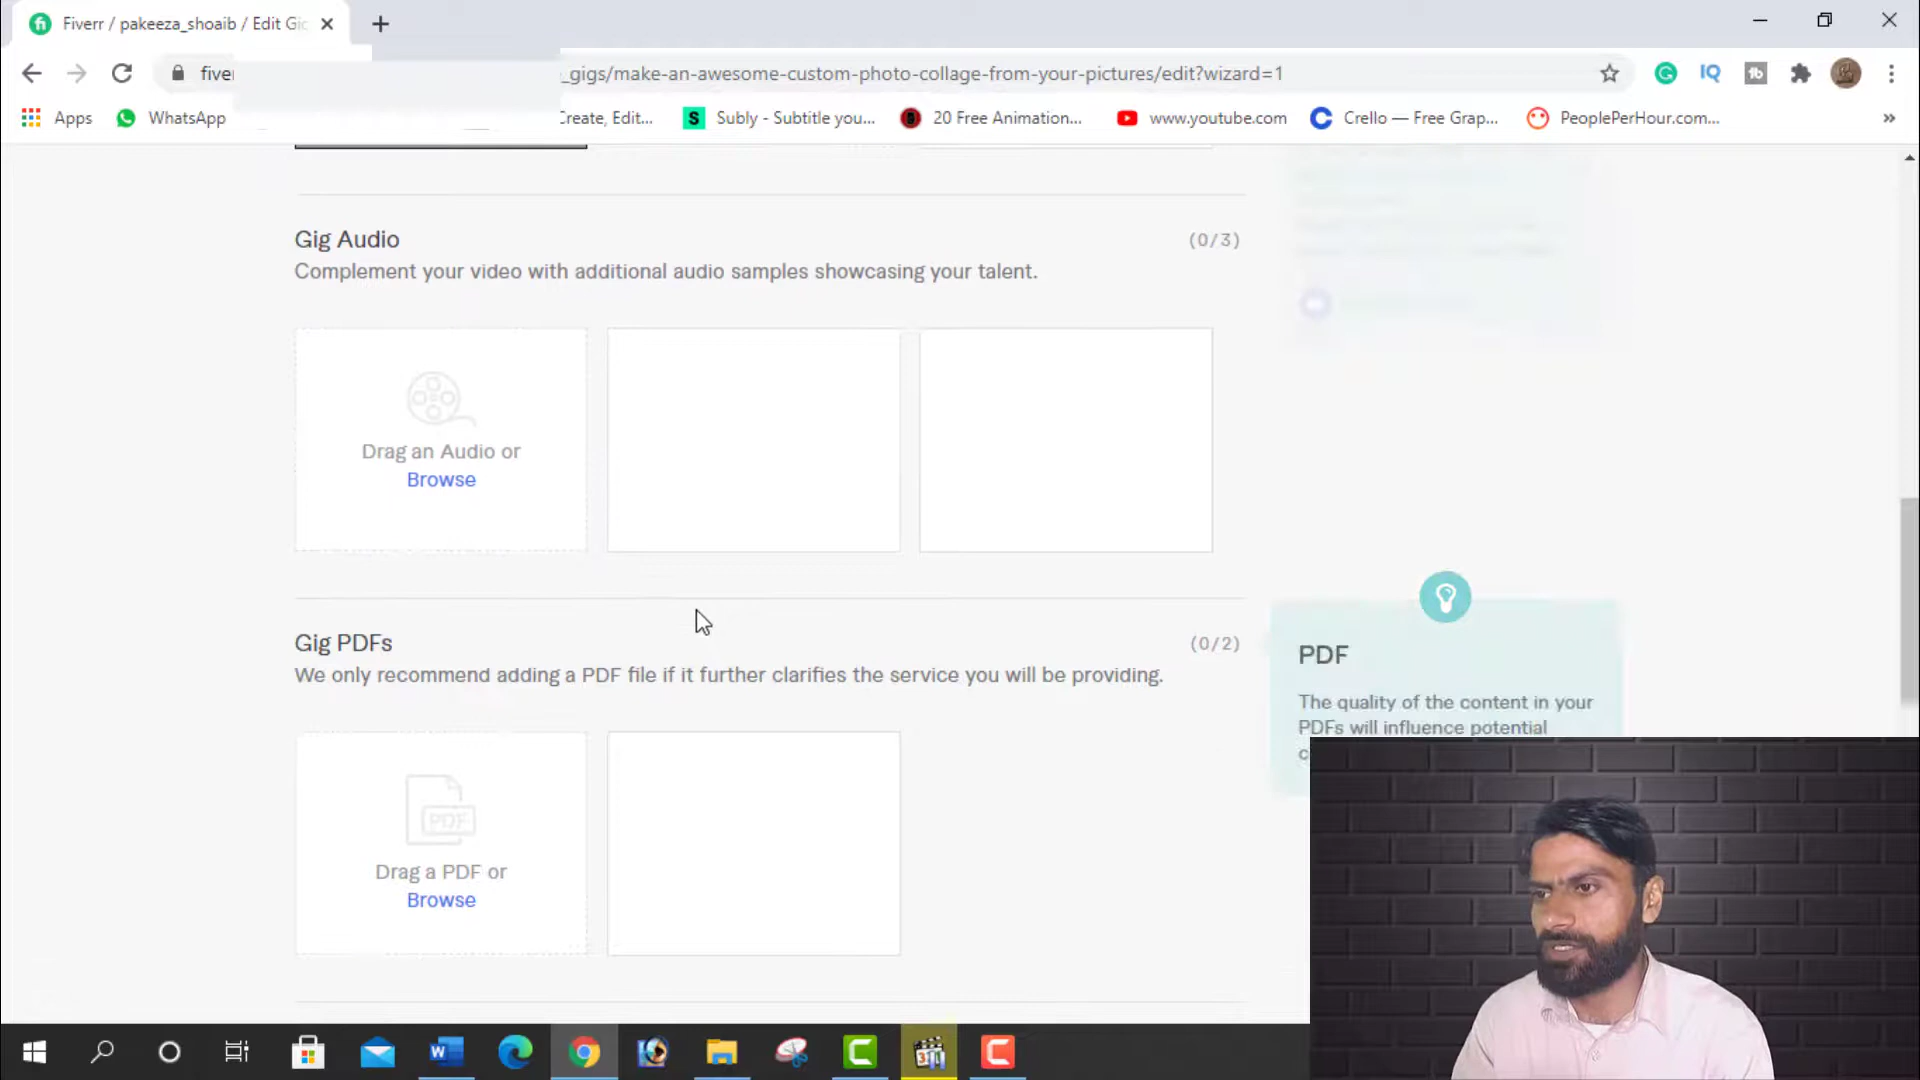 Fiverr / pakeeza_shoaib / Edit Gig
fiver
_gigs/make-an-awesome-custom-photo-collage-from-your-pictures/edit?wizard=1
Apps
WhatsApp
Create, Edit...
S
Subly - Subtitle you...
20 Free Animation...
www.youtube.com
Crello — Free Grap...
PeoplePerHour.com...
Gig Audio
(0/3)
Complement your video with additional audio samples showcasing your talent.
Drag an Audio or
Browse
Gig PDFs
(0/2)
We only recommend adding a PDF file if it further clarifies the service you will be providing.
PDF
The quality of the content in your
PDFs will influence potential
PDF
Drag a PDF or
Browse